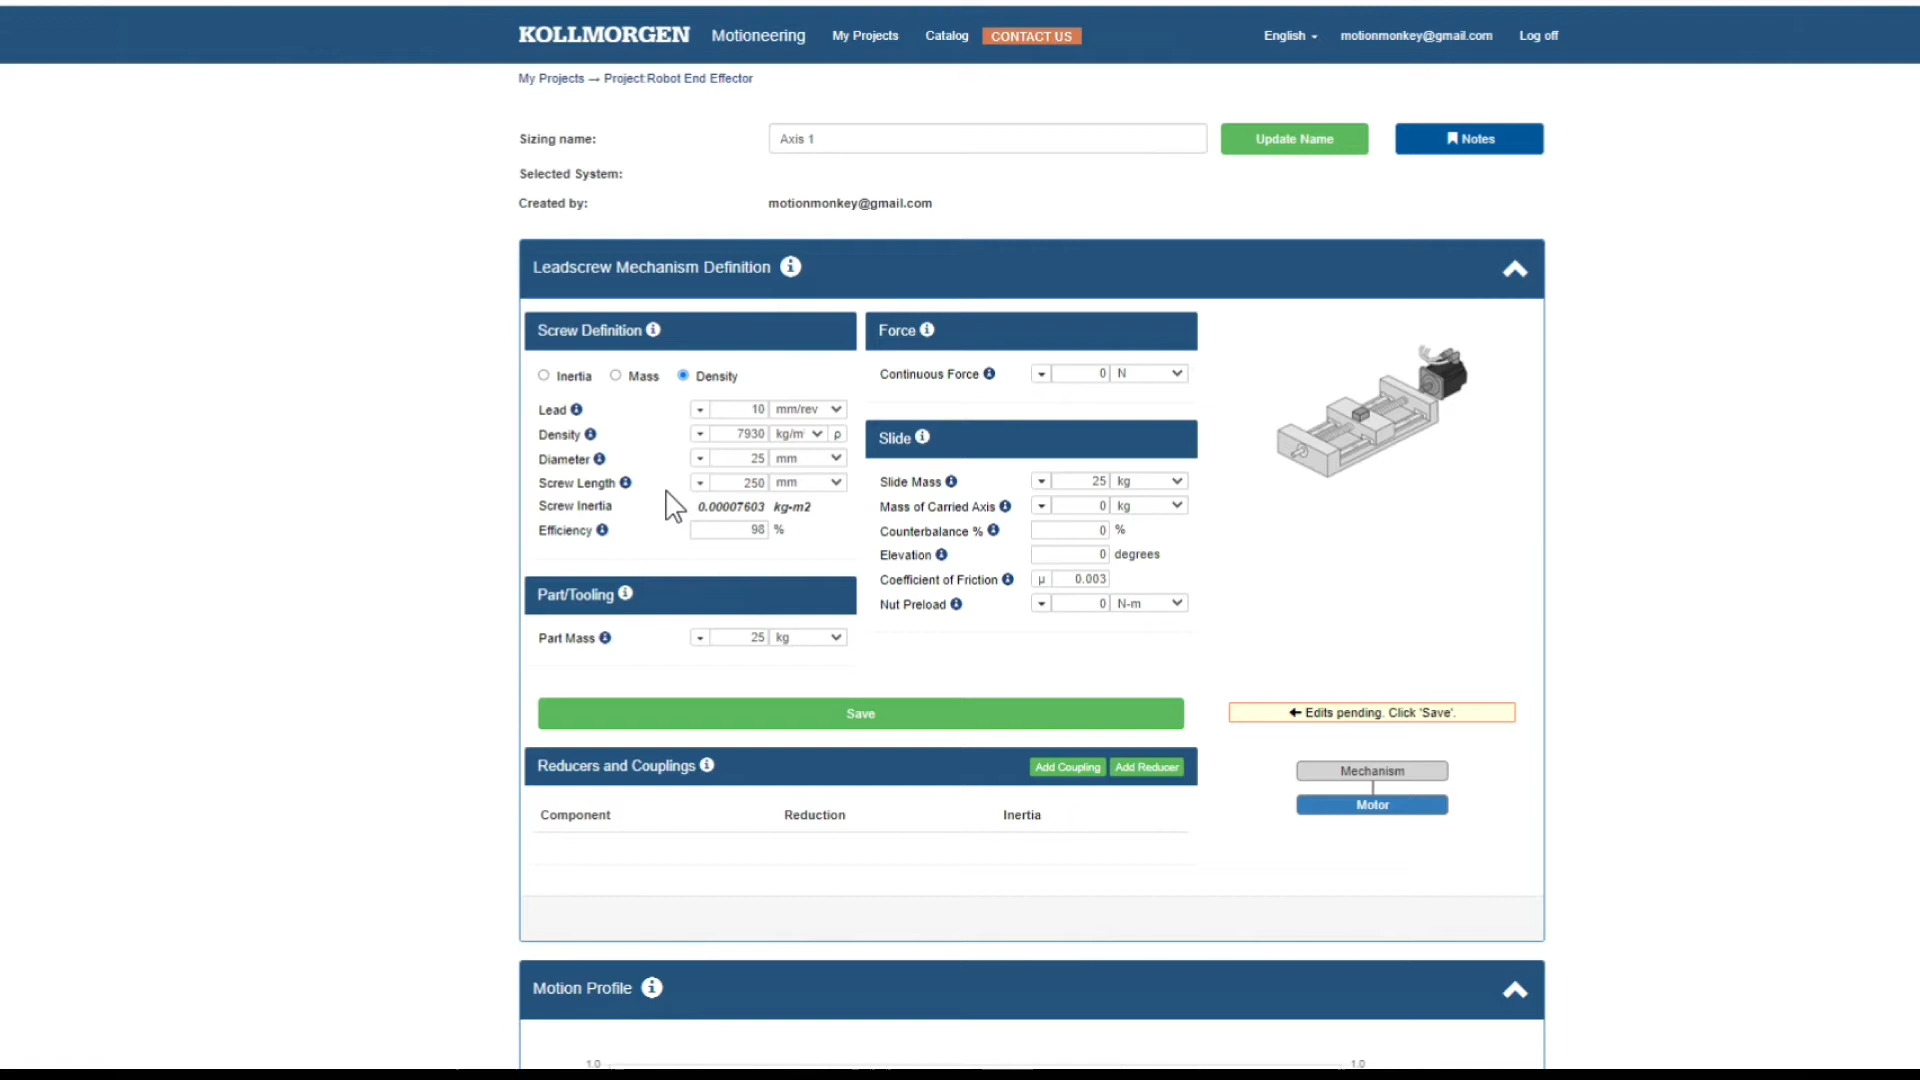 KOLLMORGEN Motioneering My Projects Catalog CONTACT US English motionmonkey@gmail.com Log off
My Projects → Project:Robot End Effector
Sizing name: Axis 1 Update Name Notes
Selected System:
Created by: motionmonkey@gmail.com
Leadscrew Mechanism Definition
Screw Definition
Inertia Mass Density
Lead 10 mm/rev
Density 7930 kg/m ρ
Diameter 25 mm
Screw Length 250 mm
Screw Inertia 0.00007603 kg-m2
Efficiency 98 %
Part/Tooling
Part Mass 25 kg
Force
Continuous Force 0 N
Slide
Slide Mass 25 kg
Mass of Carried Axis 0 kg
Counterbalance % 0 %
Elevation 0 degrees
Coefficient of Friction μ 0.003
Nut Preload 0 N-m
Save
← Edits pending. Click 'Save'.
Reducers and Couplings Add Coupling Add Reducer
Component Reduction Inertia
Mechanism
Motor
Motion Profile
1.0 1.0